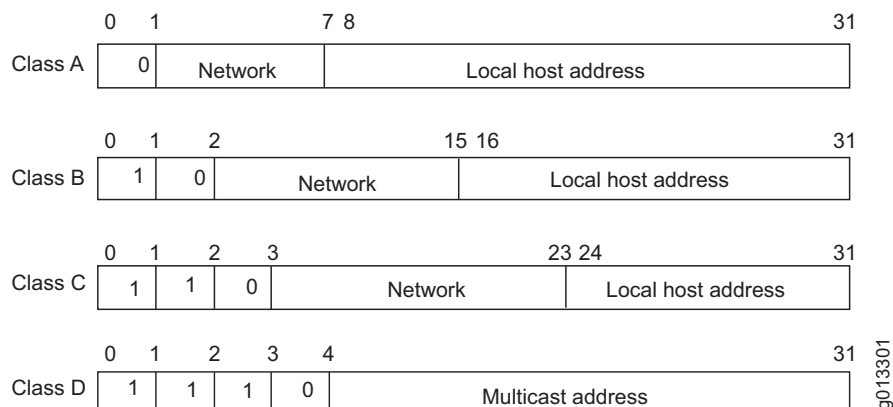 0 1 7 8 31
Class A 0 Network Local host address
0 1 2 15 16 31
Class B 1 0 Network Local host address
0 1 2 3 23 24 31
Class C 1 1 0 Network Local host address
0 1 2 3 4 31
Class D 1 1 1 0 Multicast address
g013301